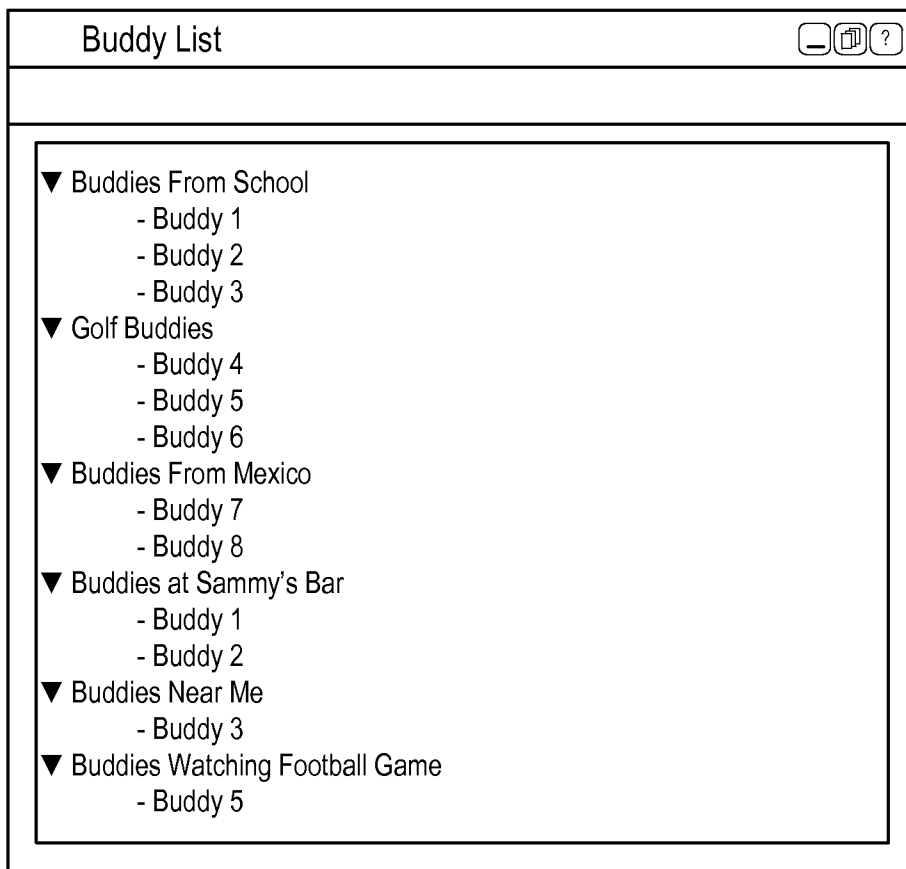 Buddy List
?
▼ Buddies From School
- Buddy 1
- Buddy 2
- Buddy 3
▼ Golf Buddies
- Buddy 4
- Buddy 5
- Buddy 6
▼ Buddies From Mexico
- Buddy 7
- Buddy 8
▼ Buddies at Sammy's Bar
- Buddy 1
- Buddy 2
▼ Buddies Near Me
- Buddy 3
▼ Buddies Watching Football Game
- Buddy 5